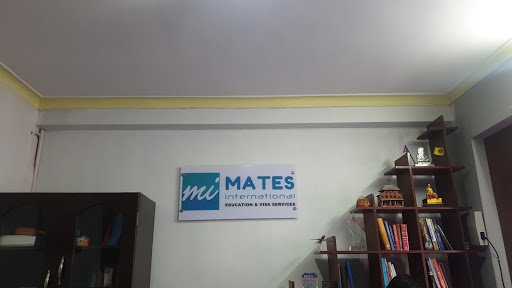 mi
MATES
international
EDUCATION & VISA SERVICES